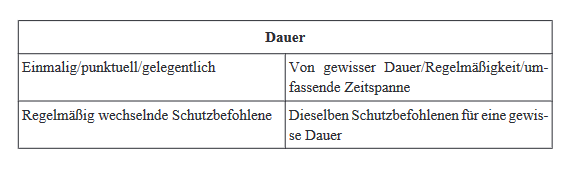 Dauer
Einmalig/punktuell/gelegentlich
Von gewisser Dauer/Regelmäßigkeit/um-
fassende Zeitspanne
Regelmäßig wechselnde Schutzbefohlene
Dieselben Schutzbefohlenen für eine gewis-
se Dauer